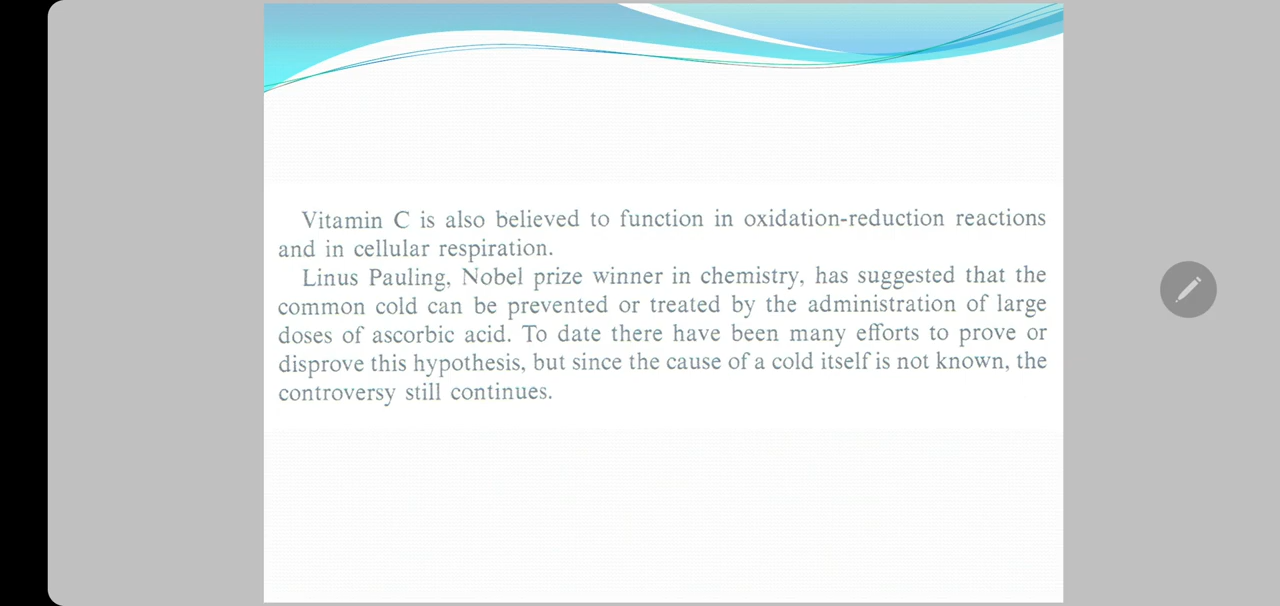 Vitamin C is also believed to function in oxidation-reduction reactions
and in cellular respiration.
Linus Pauling, Nobel prize winner in chemistry, has suggested that the
common cold can be prevented or treated by the administration of large
doses of ascorbic acid. To date there have been many efforts to prove or
disprove this hypothesis, but since the cause of a cold itself is not known, the
controversy still continues.